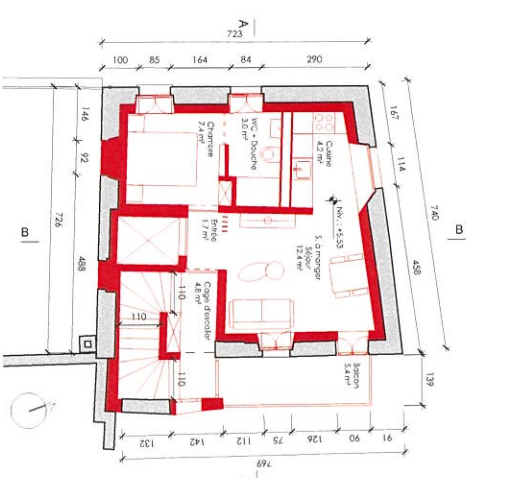 A
723
100 85 164 84 290
146
92
488
726
B
Chambre
7.4 m²
WC + Douche
3.0 m²
Cuisine
4.2 m²
Niv. : +5.53
S. à manger
Séjour
12.4 m²
Entrée
1.7 m²
Cage d'escalier
4.8 m²
110
110
110
Balcon
5.4 m²
167
114
740
458
B
139
132 142 112 75 126 90 91
769
A